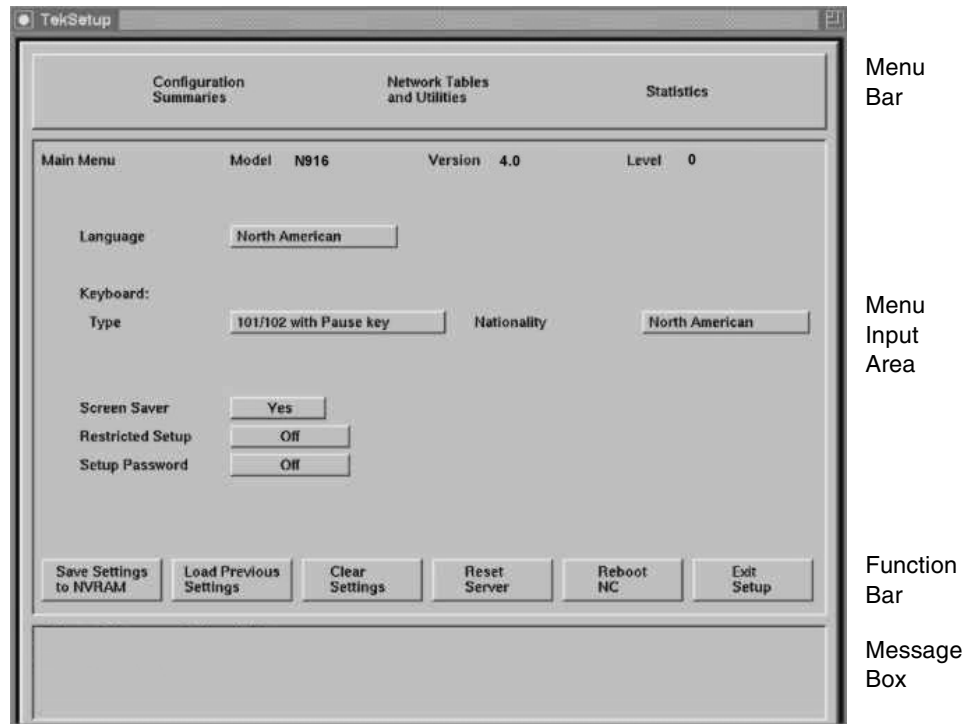 TekSetup
Configuration Summaries
Network Tables and Utilities
Statistics
Menu Bar
Main Menu Model N916 Version 4.0 Level 0
Language North American
Keyboard:
Type 101/102 with Pause key Nationality North American
Menu Input Area
Screen Saver Yes
Restricted Setup Off
Setup Password Off
Save Settings to NVRAM
Load Previous Settings
Clear Settings
Reset Server
Reboot NC
Exit Setup
Function Bar
Message Box